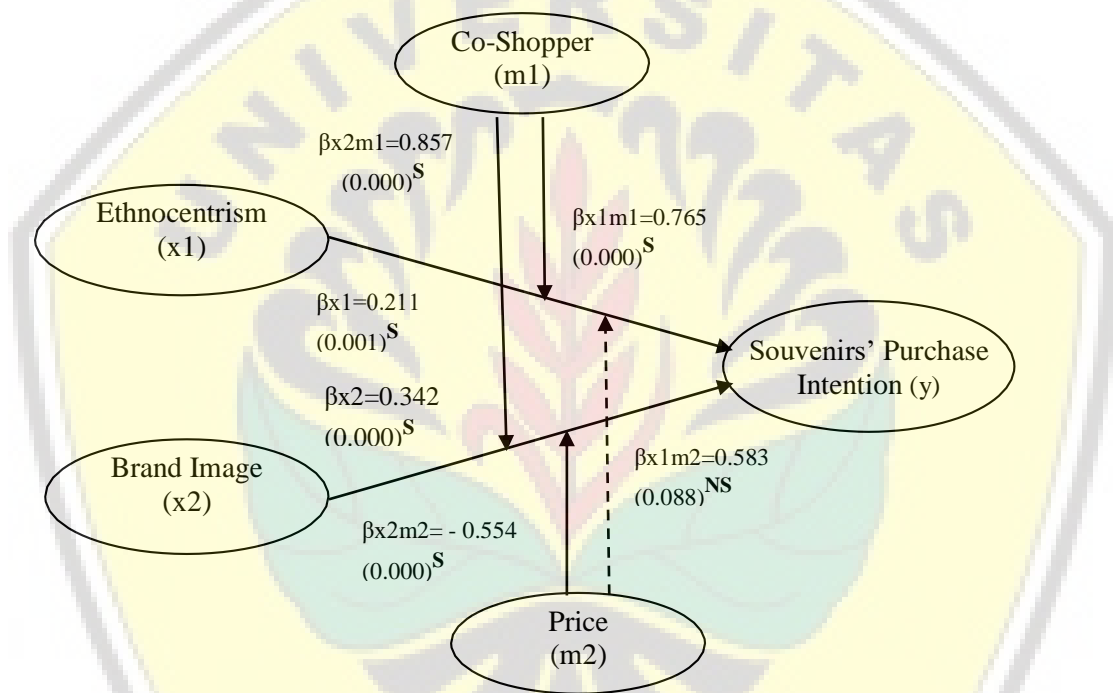 UNIVERSITAS
Co-Shopper
(m1)
βx2m1=0.857
(0.000)S
Ethnocentrism
(x1)
βx1m1=0.765
(0.000)S
βx1=0.211
(0.001)S
Souvenirs’ Purchase
Intention (y)
βx2=0.342
(0.000)S
Brand Image
(x2)
βx1m2=0.583
(0.088)NS
βx2m2= - 0.554
(0.000)S
Price
(m2)